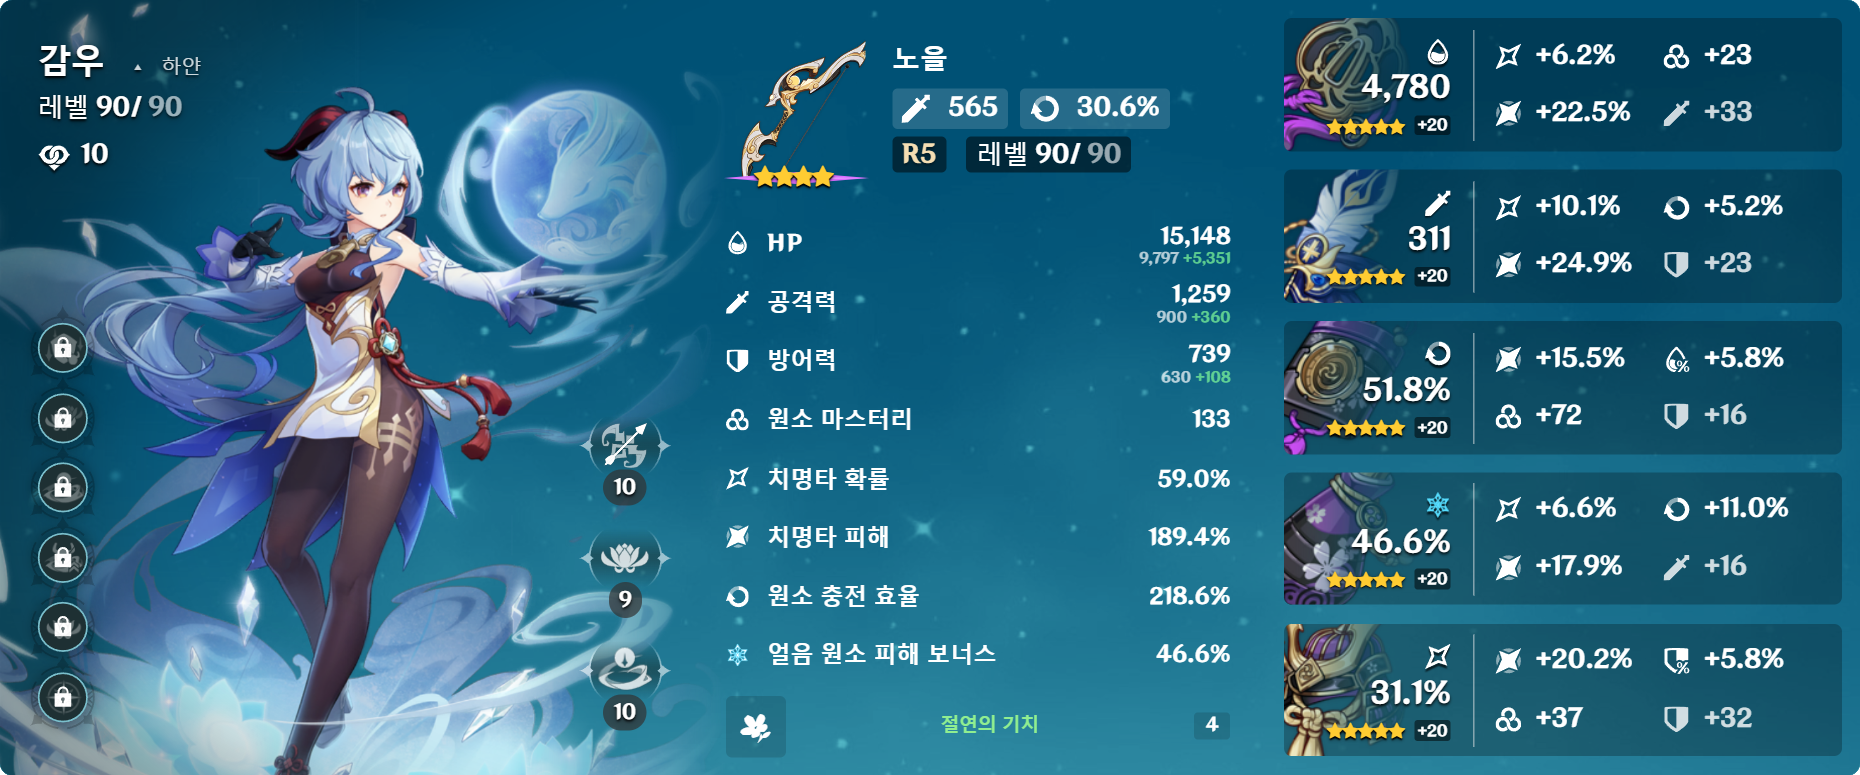 감우 ▲ 하얀
레벨 90/ 90
10
10
9
10
노을
565 30.6%
R5 레벨 90/ 90
HP 15,148
9,797 +5,351
공격력 1,259
900 +360
방어력 739
630 +108
원소 마스터리 133
치명타 확률 59.0%
치명타 피해 189.4%
원소 충전 효율 218.6%
얼음 원소 피해 보너스 46.6%
절연의 기치 4
4,780
+20
+6.2% +23
+22.5% +33
311
+20
+10.1% +5.2%
+24.9% +23
51.8%
+20
+15.5% +5.8%
+72 +16
46.6%
+20
+6.6% +11.0%
+17.9% +16
31.1%
+20
+20.2% +5.8%
+37 +32